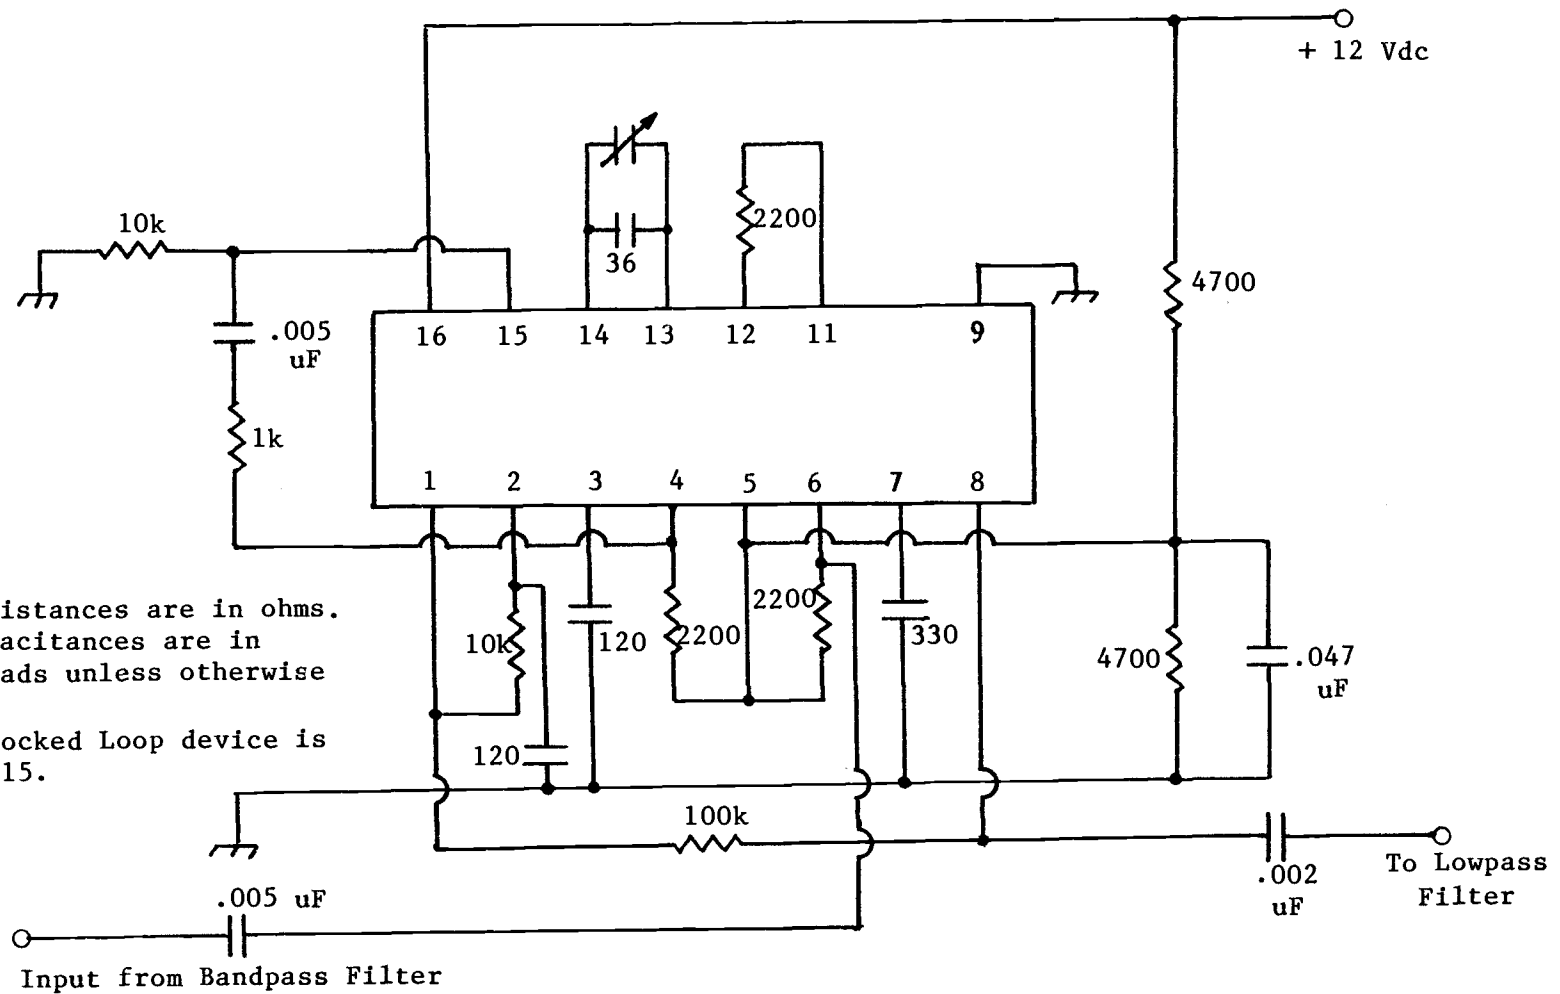 + 12 Vdc
10k
.005
uF
1k
36
2200
4700
16 15 14 13 12 11 9
1 2 3 4 5 6 7 8
10k
120
2200
2200
330
4700
.047
uF
120
istances are in ohms.
acitances are in
ads unless otherwise
ocked Loop device is
15.
100k
.002
uF
To Lowpass
Filter
.005 uF
Input from Bandpass Filter